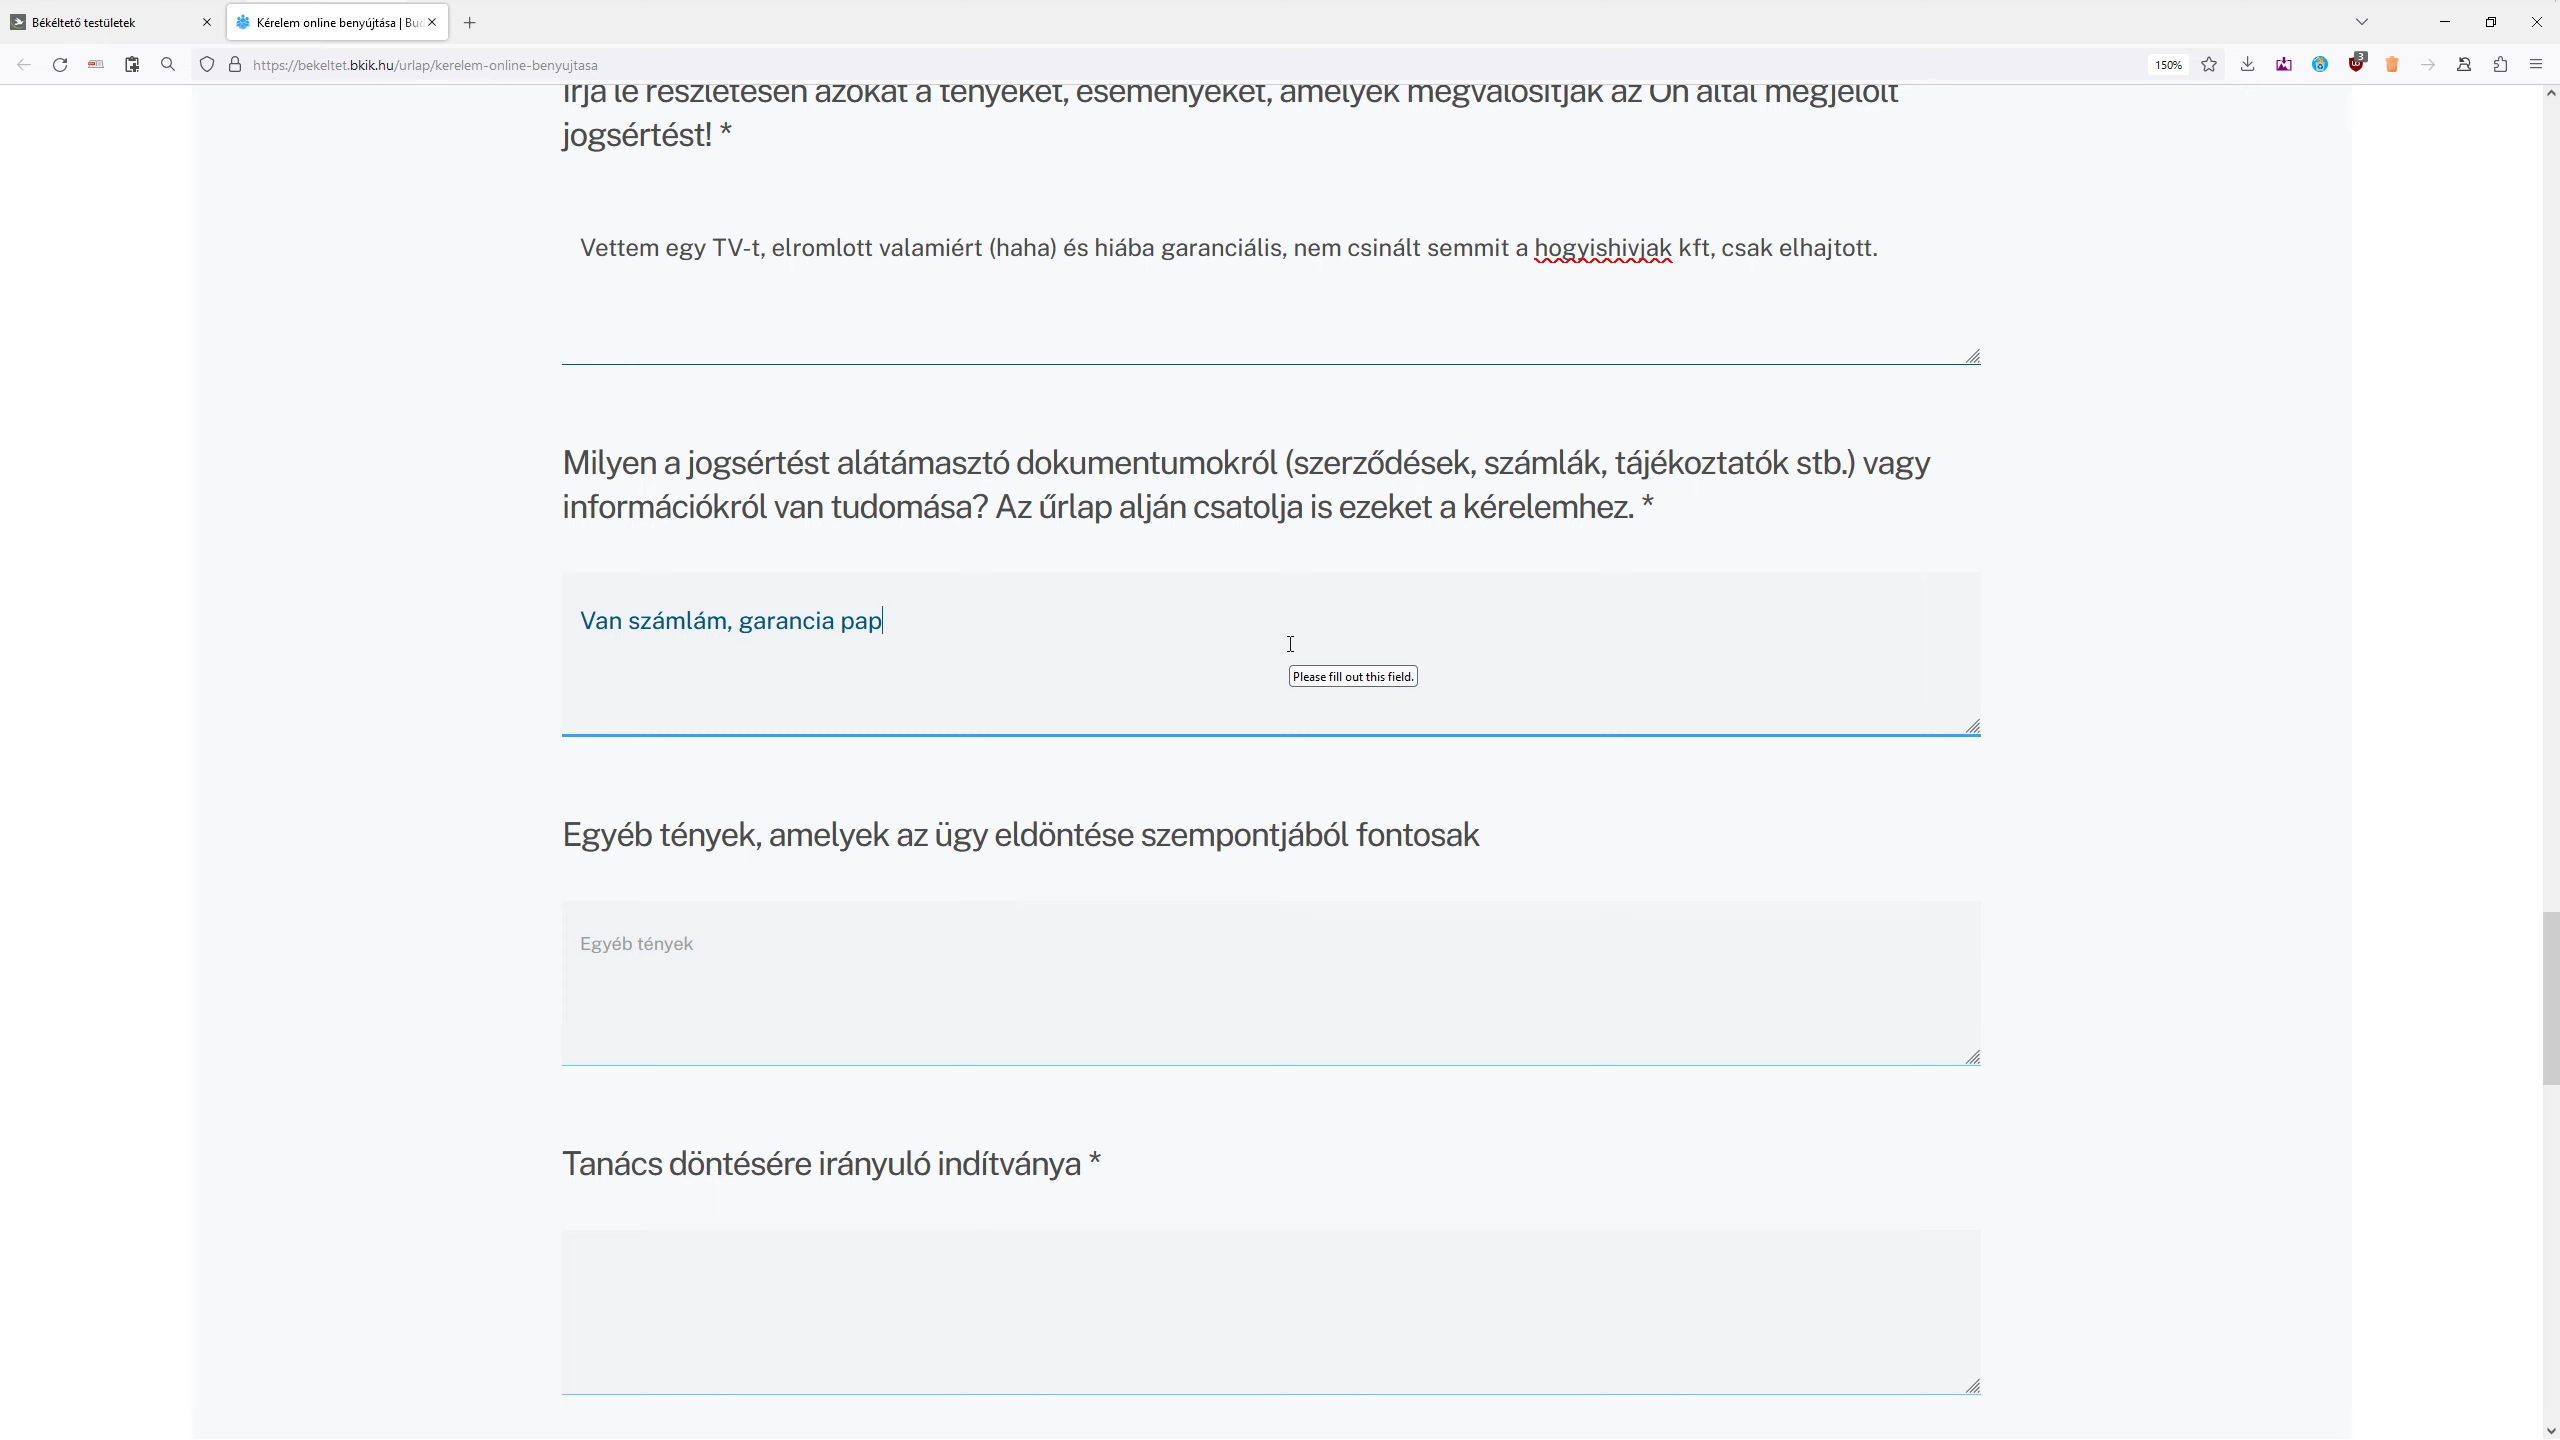 Békéltető testületek
Kérelem online benyújtása | Bud
https://bekeltet.bkik.hu/urlap/kerelem-online-benyujtasa
150%
3
Írja le részletesen azokat a tényeket, eseményeket, amelyek megvalósítják az Ön által megjelölt
jogsértést! *
Vettem egy TV-t, elromlott valamiért (haha) és hiába garanciális, nem csinált semmit a hogyishivjak kft, csak elhajtott.
Milyen a jogsértést alátámasztó dokumentumokról (szerződések, számlák, tájékoztatók stb.) vagy
információkról van tudomása? Az űrlap alján csatolja is ezeket a kérelemhez. *
Van számlám, garancia pap
Please fill out this field.
Egyéb tények, amelyek az ügy eldöntése szempontjából fontosak
Egyéb tények
Tanács döntésére irányuló indítványa *